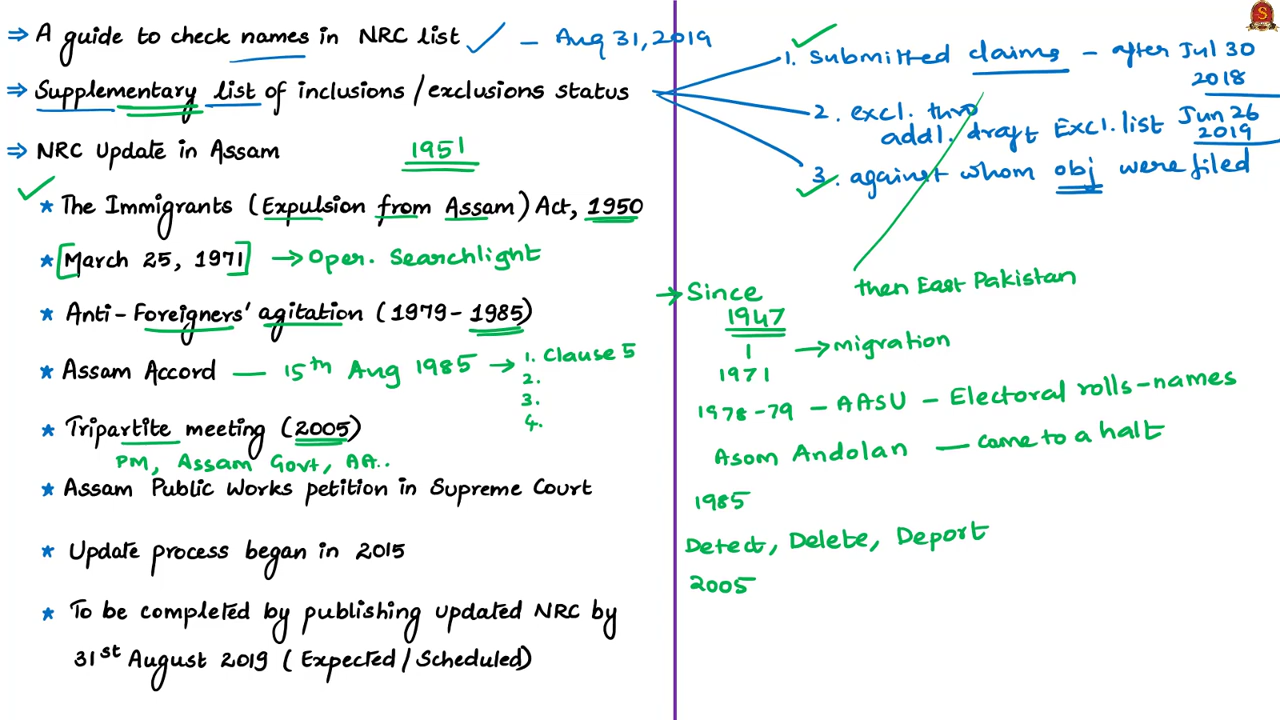 ⇒ A guide to check names in NRC list ✓ – Aug 31, 2019
⇒ Supplementary list of inclusions/exclusions status
⇒ NRC Update in Assam 1951
* The Immigrants (Expulsion from Assam) Act, 1950
* [March 25, 1971] → Oper. Searchlight
* Anti-Foreigners' agitation (1979-1985)
* Assam Accord — 15th Aug 1985 → 1. Clause 5
2.
3.
4.
* Tripartite meeting (2005)
PM, Assam Govt, AA..
* Assam Public Works petition in Supreme Court
* Update process began in 2015
* To be completed by publishing updated NRC by
31st August 2019 (Expected/Scheduled)
S
1. Submitted claims – after Jul 30
2018
2. excl. thro
addl. draft Excl. list Jun 26
2019
3. against whom obj were filed
then East Pakistan
→ Since
1947
1971
→ migration
1978-79 – AASU – Electoral rolls-names
Asom Andolan — came to a halt
1985
Detect, Delete, Deport
2005